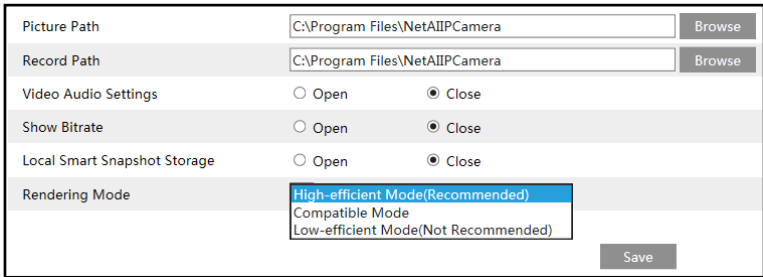 Picture Path C:\Program Files\NetAIIPCamera Browse
Record Path C:\Program Files\NetAIIPCamera Browse
Video Audio Settings Open Close
Show Bitrate Open Close
Local Smart Snapshot Storage Open Close
Rendering Mode High-efficient Mode(Recommended)
Compatible Mode
Low-efficient Mode(Not Recommended)
Save